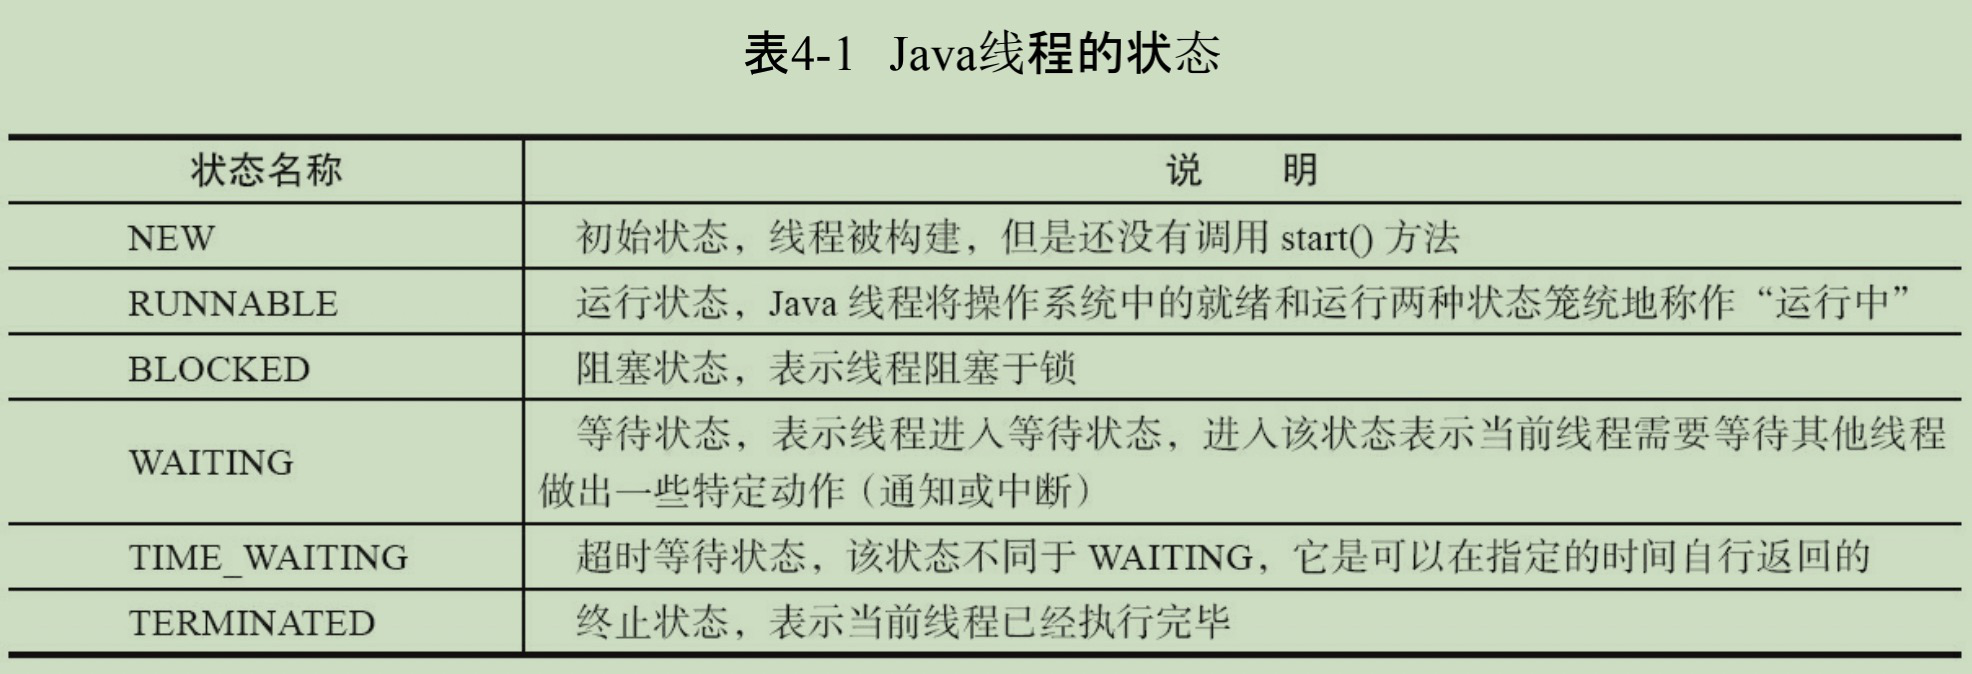 表4-1 Java线程的状态
状态名称 说 明
NEW 初始状态，线程被构建，但是还没有调用 start() 方法
RUNNABLE 运行状态，Java 线程将操作系统中的就绪和运行两种状态笼统地称作“运行中”
BLOCKED 阻塞状态，表示线程阻塞于锁
WAITING 等待状态，表示线程进入等待状态，进入该状态表示当前线程需要等待其他线程
做出一些特定动作（通知或中断）
TIME_WAITING 超时等待状态，该状态不同于 WAITING，它是可以在指定的时间自行返回的
TERMINATED 终止状态，表示当前线程已经执行完毕